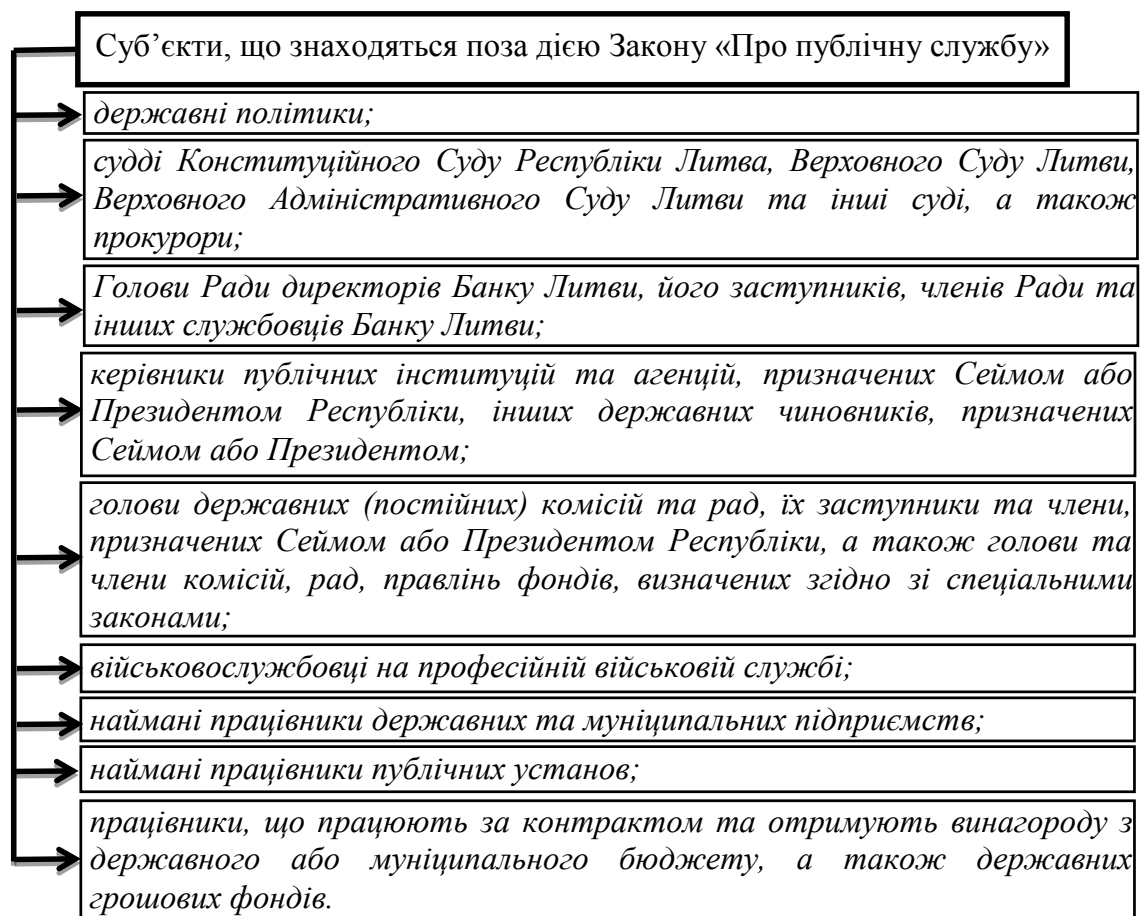 Суб’єкти, що знаходяться поза дією Закону «Про публічну службу»
державні політики;
судді Конституційного Суду Республіки Литва, Верховного Суду Литви,
Верховного Адміністративного Суду Литви та інші суді, а також
прокурори;
Голови Ради директорів Банку Литви, його заступників, членів Ради та
інших службовців Банку Литви;
керівники публічних інституцій та агенцій, призначених Сеймом або
Президентом Республіки, інших державних чиновників, призначених
Сеймом або Президентом;
голови державних (постійних) комісій та рад, їх заступники та члени,
призначених Сеймом або Президентом Республіки, а також голови та
члени комісій, рад, правлінь фондів, визначених згідно зі спеціальними
законами;
військовослужбовці на професійній військовій службі;
наймані працівники державних та муніципальних підприємств;
наймані працівники публічних установ;
працівники, що працюють за контрактом та отримують винагороду з
державного або муніципального бюджету, а також державних
грошових фондів.